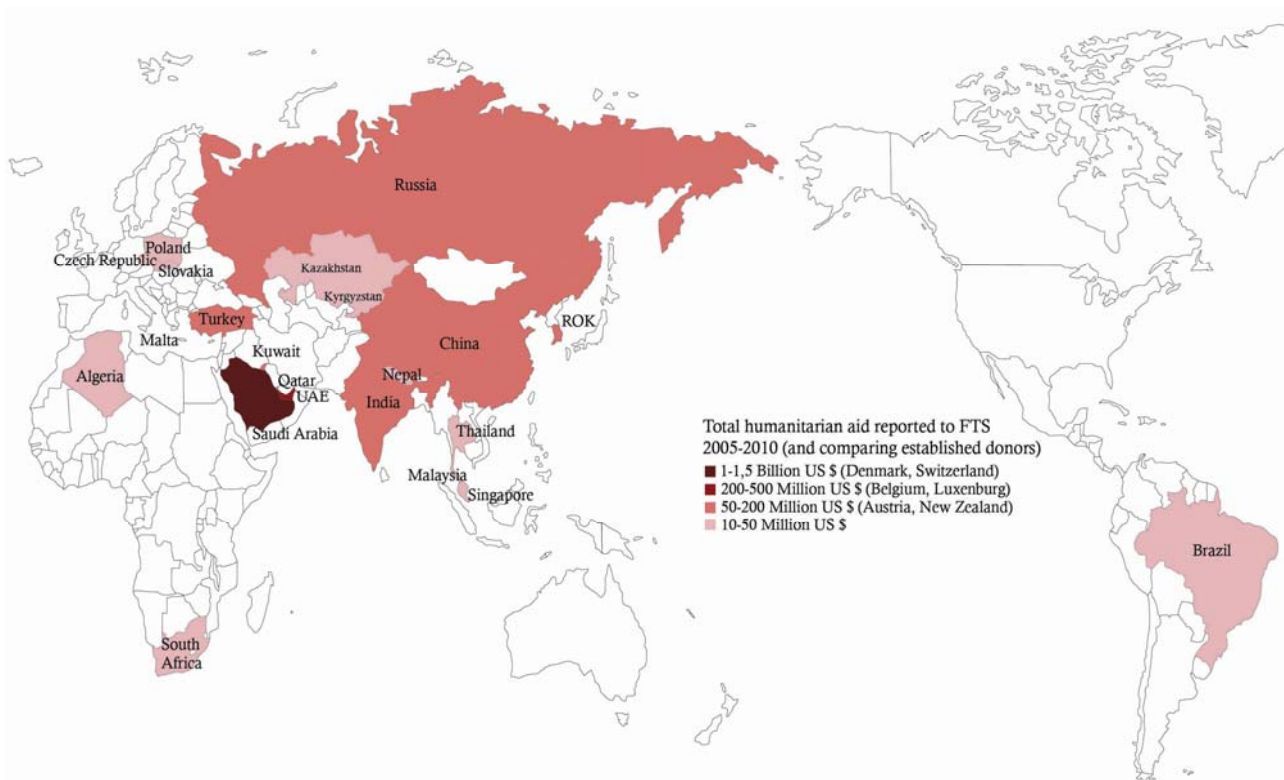 Russia
Poland
Czech Republic
Slovakia
Kazakhstan
Kyrgyzstan
Turkey
ROK
Malta
China
Kuwait
Algeria
Nepal
Qatar
UAE
India
Saudi Arabia
Thailand
Malaysia
Singapore
Total humanitarian aid reported to FTS
2005-2010 (and comparing established donors)
1-1,5 Billion US $ (Denmark, Switzerland)
200-500 Million US $ (Belgium, Luxenburg)
50-200 Million US $ (Austria, New Zealand)
10-50 Million US $
Brazil
South
Africa